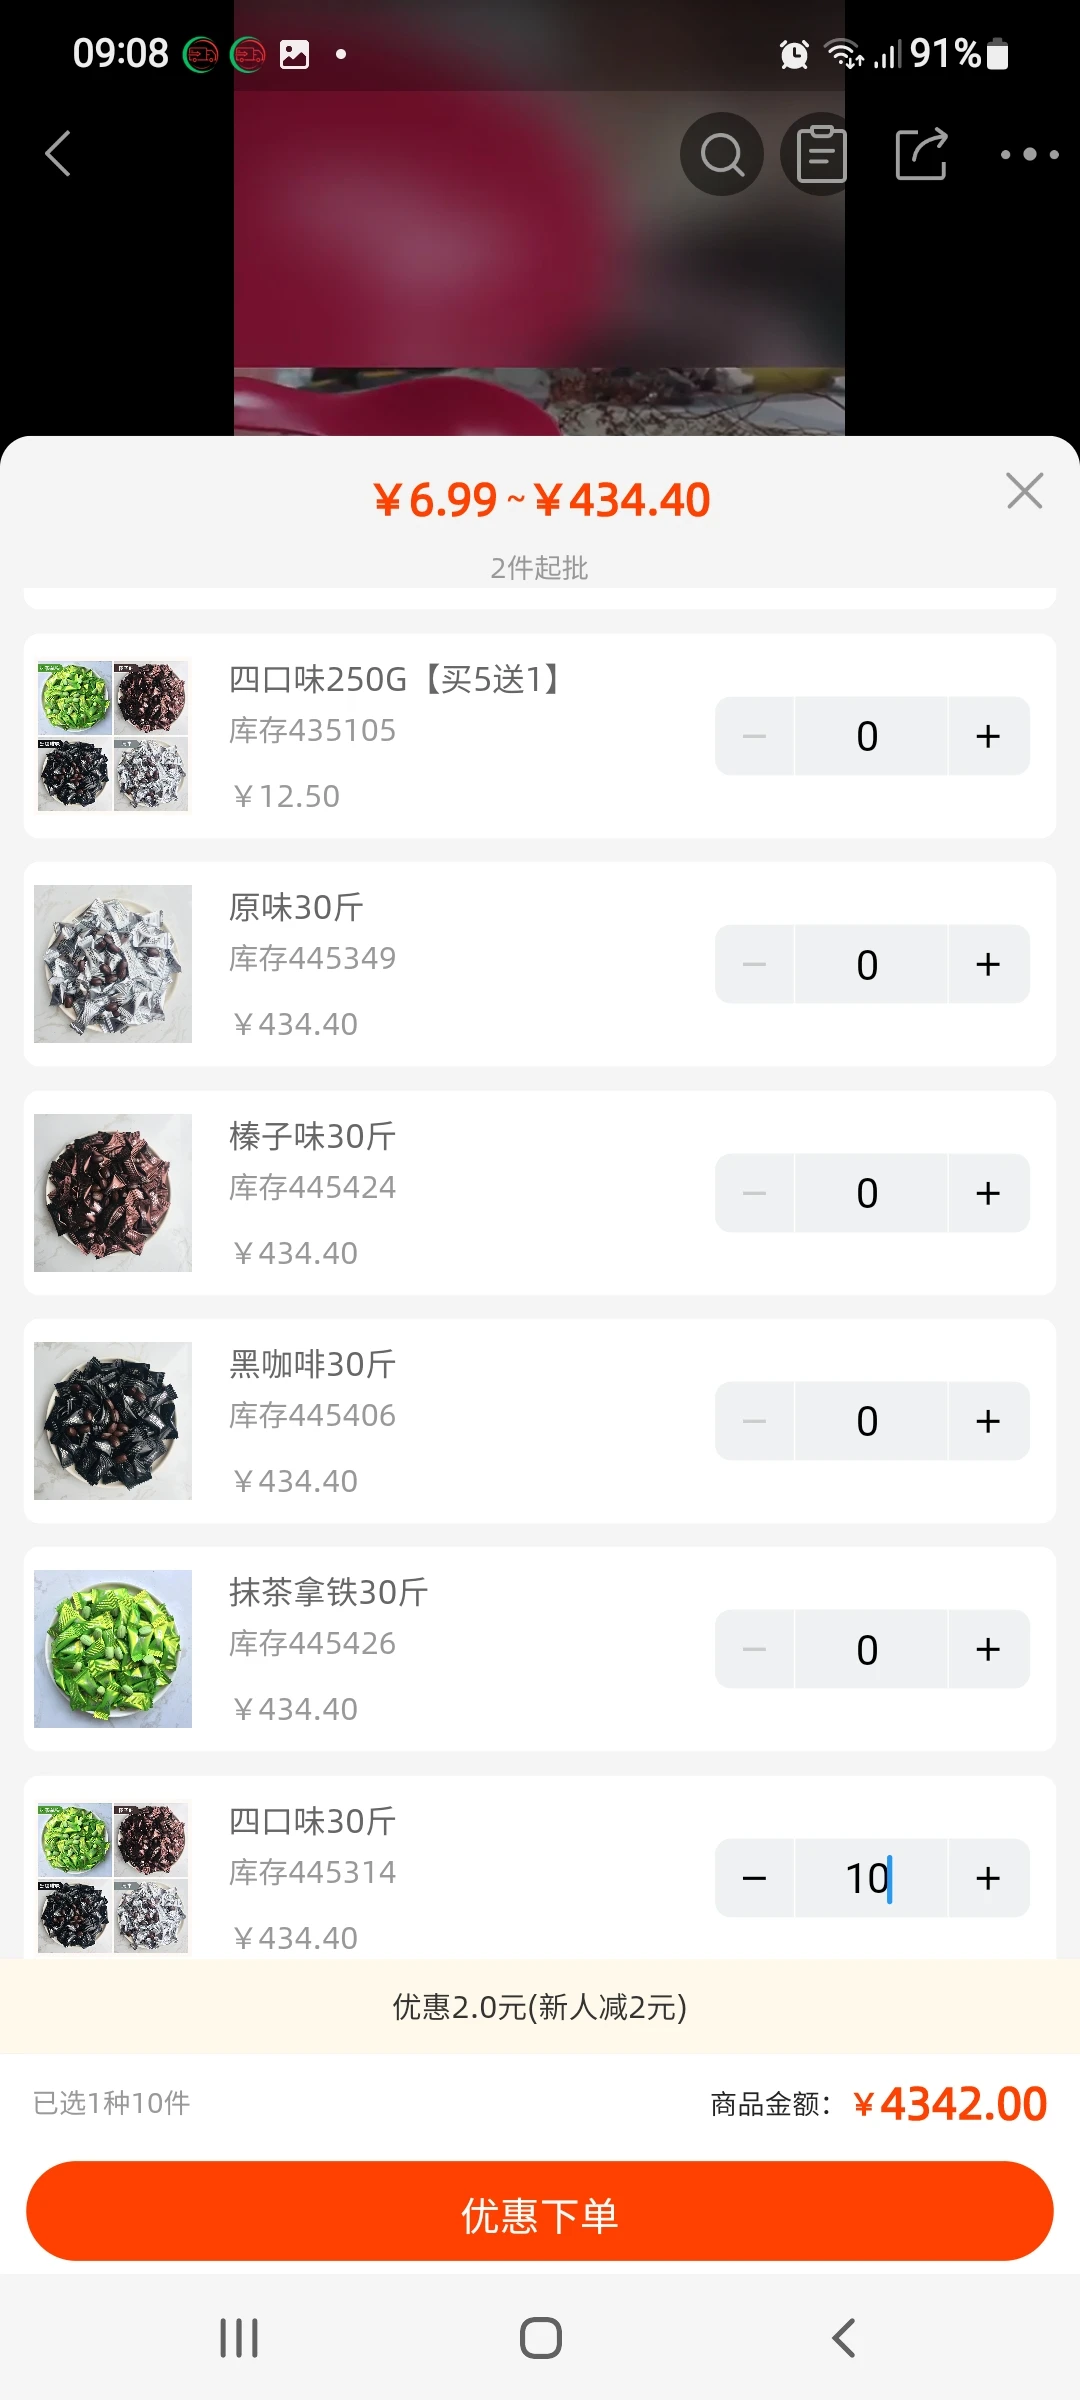 09:08
91%
¥6.99~¥434.40
2件起批
四口味250G【买5送1】
库存435105
¥12.50
0
原味30斤
库存445349
¥434.40
0
榛子味30斤
库存445424
¥434.40
0
黑咖啡30斤
库存445406
¥434.40
0
抹茶拿铁30斤
库存445426
¥434.40
0
四口味30斤
库存445314
¥434.40
10
优惠2.0元(新人减2元)
已选1种10件
商品金额：¥4342.00
优惠下单